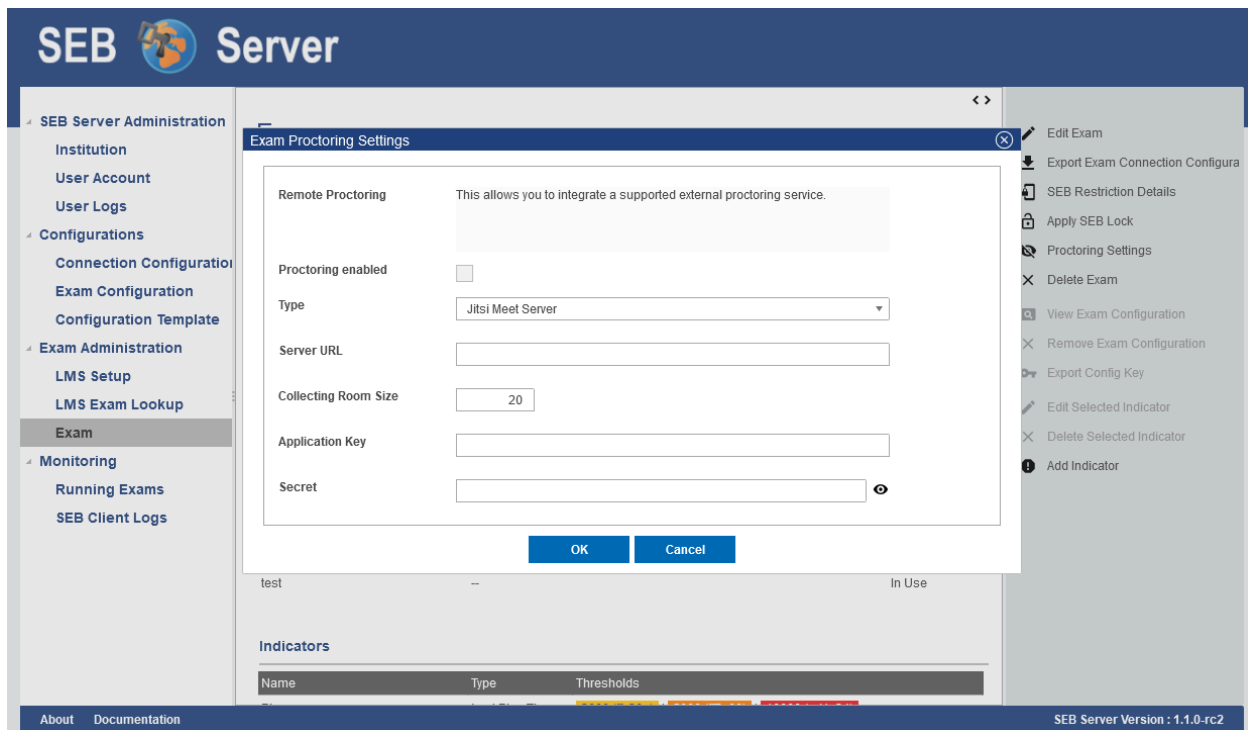 SEB Server
SEB Server Administration
Institution
User Account
User Logs
Configurations
Connection Configuration
Exam Configuration
Configuration Template
Exam Administration
LMS Setup
LMS Exam Lookup
Exam
Monitoring
Running Exams
SEB Client Logs
Exam Proctoring Settings
Remote Proctoring This allows you to integrate a supported external proctoring service.
Proctoring enabled
Type Jitsi Meet Server
Server URL
Collecting Room Size 20
Application Key
Secret
OK Cancel
test -- In Use
Indicators
Name Type Thresholds
Edit Exam
Export Exam Connection Configura
SEB Restriction Details
Apply SEB Lock
Proctoring Settings
Delete Exam
View Exam Configuration
Remove Exam Configuration
Export Config Key
Edit Selected Indicator
Delete Selected Indicator
Add Indicator
About Documentation
SEB Server Version : 1.1.0-rc2